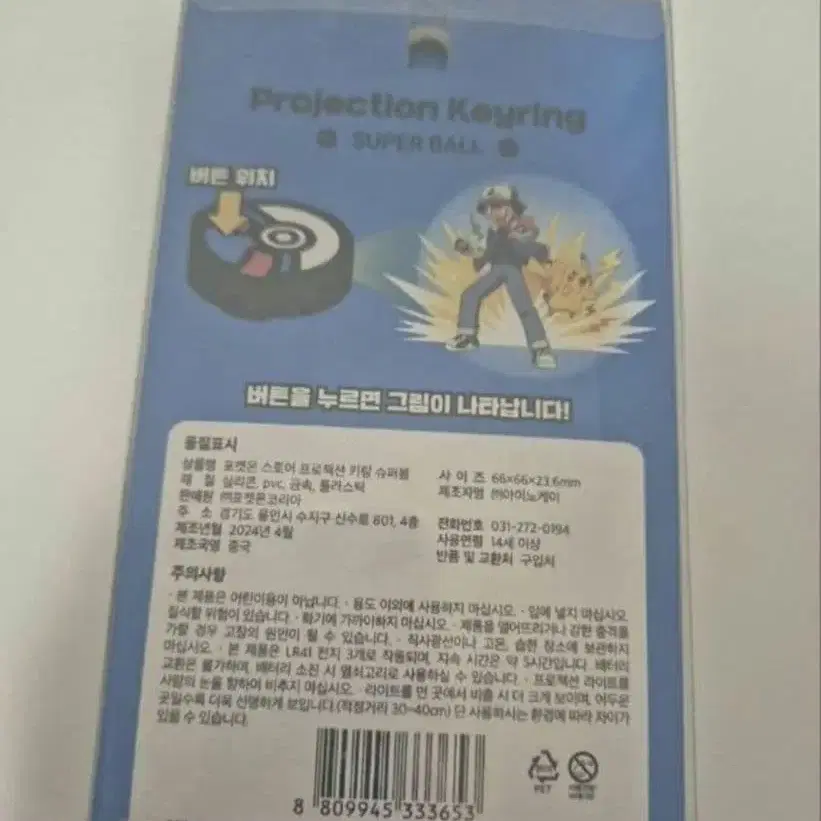 Projection Keyring
SUPER BALL
버튼 위치
버튼을 누르면 그림이 나타납니다!
품질표시
상품명 포켓몬 스토어 프로젝션 키링 슈퍼볼
재 질 실리콘, pvc, 금속, 플라스틱
판매원 ㈜포켓몬코리아
주 소 경기도 용인시 수지구 신수로 801, 4층
제조년월 2024년 4월
제조국명 중국
사 이 즈 66×66×23.6mm
제조자명 ㈜아이노케이
전화번호 031-272-0194
사용연령 14세 이상
반품 및 교환처 구입처
주의사항
· 본 제품은 어린이용이 아닙니다. · 용도 이외에 사용하지 마십시오. · 입에 넣지 마십시오.
질식할 위험이 있습니다. · 화기에 가까이하지 마십시오. · 제품을 떨어뜨리거나 강한 충격을
가할 경우 고장의 원인이 될 수 있습니다. · 직사광선이나 고온, 습한 장소에 보관하지
마십시오. · 본 제품은 LR41 전지 3개로 작동되며, 지속 시간은 약 5시간입니다. 배터리
교환은 불가하며, 배터리 소진 시 열쇠고리로 사용하실 수 있습니다. · 프로젝션 라이트를
사람의 눈을 향하여 비추지 마십시오. · 라이트를 먼 곳에서 비출 시 더 크게 보이며, 어두운
곳일수록 더욱 선명하게 보입니다.(적정거리 30~40cm) 단 사용하시는 환경에 따라 차이가
있을 수 있습니다.
8 809945 333653
PET